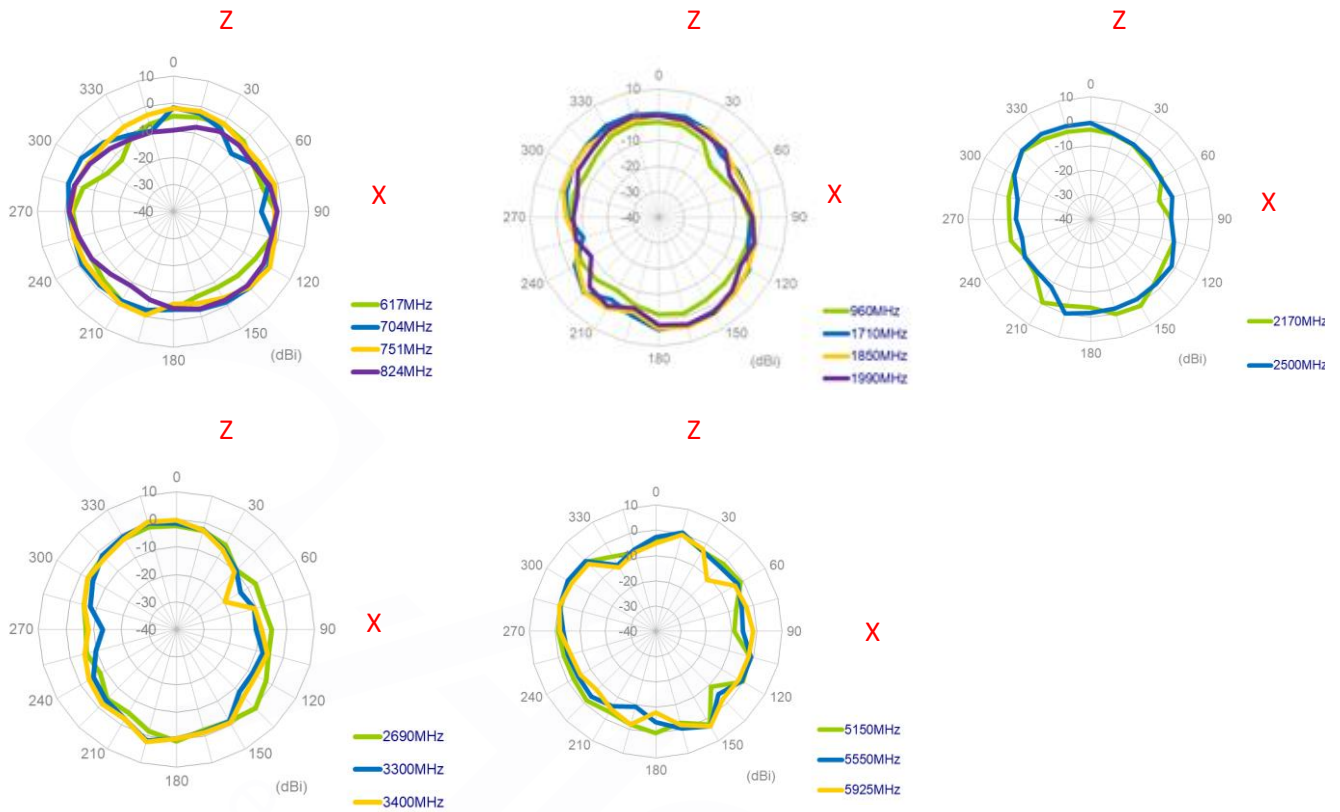 Z
0
10
0
-10
-20
-30
-40
30
60
90
120
150
180
210
240
270
300
330
X
(dBi)
617MHz
704MHz
751MHz
824MHz
Z
0
10
0
-10
-20
-30
-40
30
60
90
120
150
180
210
240
270
300
330
X
(dBi)
960MHz
1710MHz
1850MHz
1990MHz
Z
0
10
0
-10
-20
-30
-40
30
60
90
120
150
180
210
240
270
300
330
X
(dBi)
2170MHz
2500MHz
Z
0
10
0
-10
-20
-30
-40
30
60
90
120
150
180
210
240
270
300
330
X
(dBi)
2690MHz
3300MHz
3400MHz
Z
0
10
0
-10
-20
-30
-40
30
60
90
120
150
180
210
240
270
300
330
X
(dBi)
5150MHz
5550MHz
5925MHz